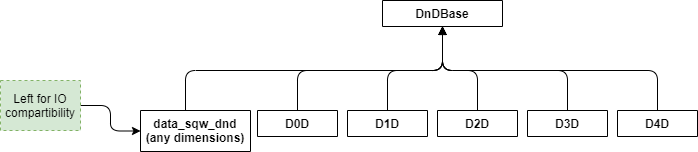 DnDBase
Left for IO
compartibility
data_sqw_dnd
(any dimensions)
D0D
D1D
D2D
D3D
D4D